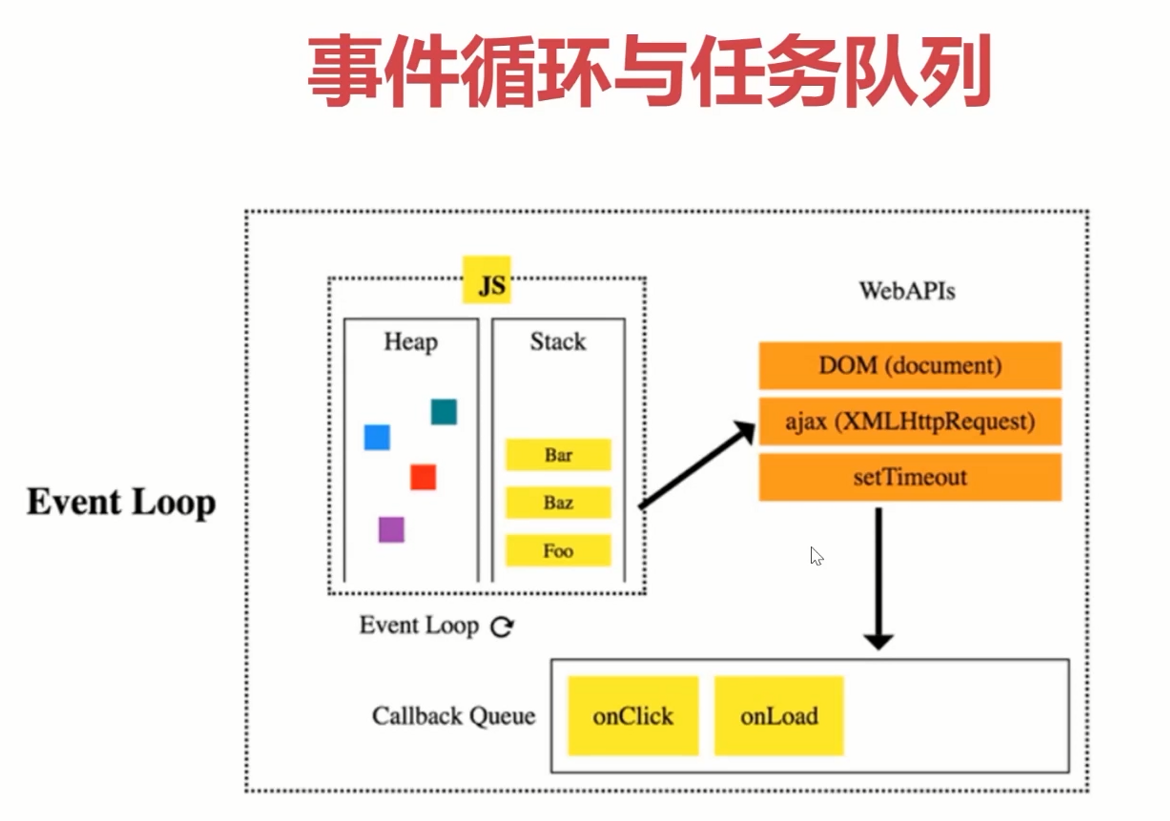 事件循环与任务队列
JS
WebAPIs
Heap
Stack
DOM (document)
ajax (XMLHttpRequest)
setTimeout
Bar
Baz
Foo
Event Loop
Event Loop
Callback Queue
onClick
onLoad